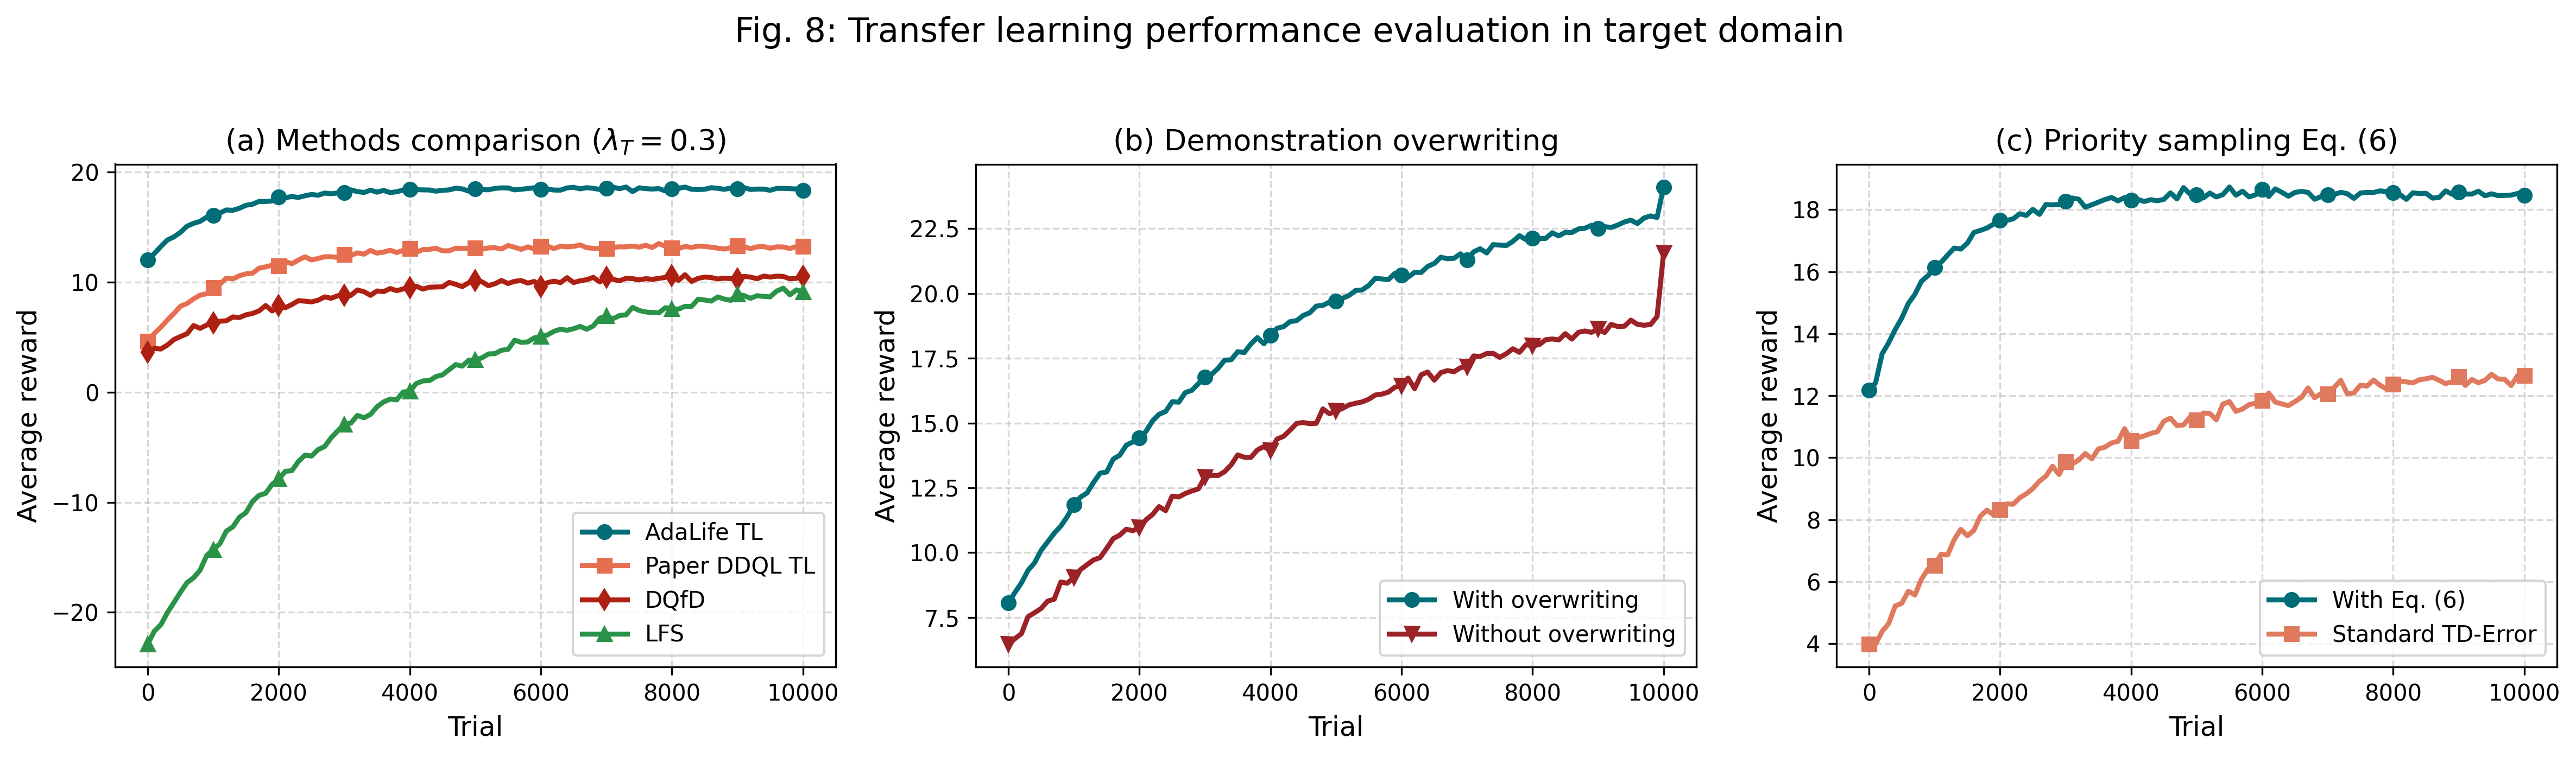 Fig. 8: Transfer learning performance evaluation in target domain
(a) Methods comparison (λ_T = 0.3)
Average reward
20
10
0
−10
−20
AdaLife TL
Paper DDQL TL
DQfD
LFS
0 2000 4000 6000 8000 10000
Trial
(b) Demonstration overwriting
Average reward
22.5
20.0
17.5
15.0
12.5
10.0
7.5
With overwriting
Without overwriting
0 2000 4000 6000 8000 10000
Trial
(c) Priority sampling Eq. (6)
Average reward
18
16
14
12
10
8
6
4
With Eq. (6)
Standard TD-Error
0 2000 4000 6000 8000 10000
Trial